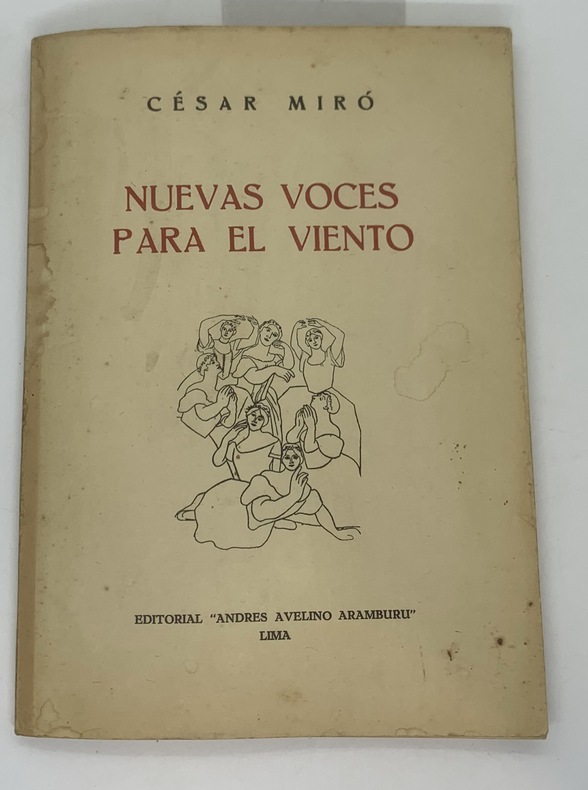 CÉSAR MIRÓ
NUEVAS VOCES
PARA EL VIENTO
EDITORIAL "ANDRES AVELINO ARAMBURU"
LIMA